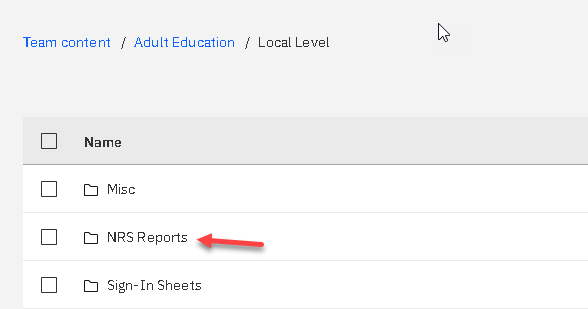 Team content / Adult Education / Local Level
Name
Misc
NRS Reports
Sign-In Sheets